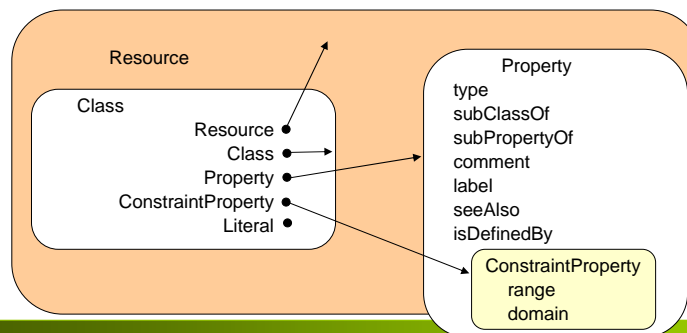 Resource
Class
Resource
Class
Property
ConstraintProperty
Literal
Property
type
subClassOf
subPropertyOf
comment
label
seeAlso
isDefinedBy
ConstraintProperty
range
domain